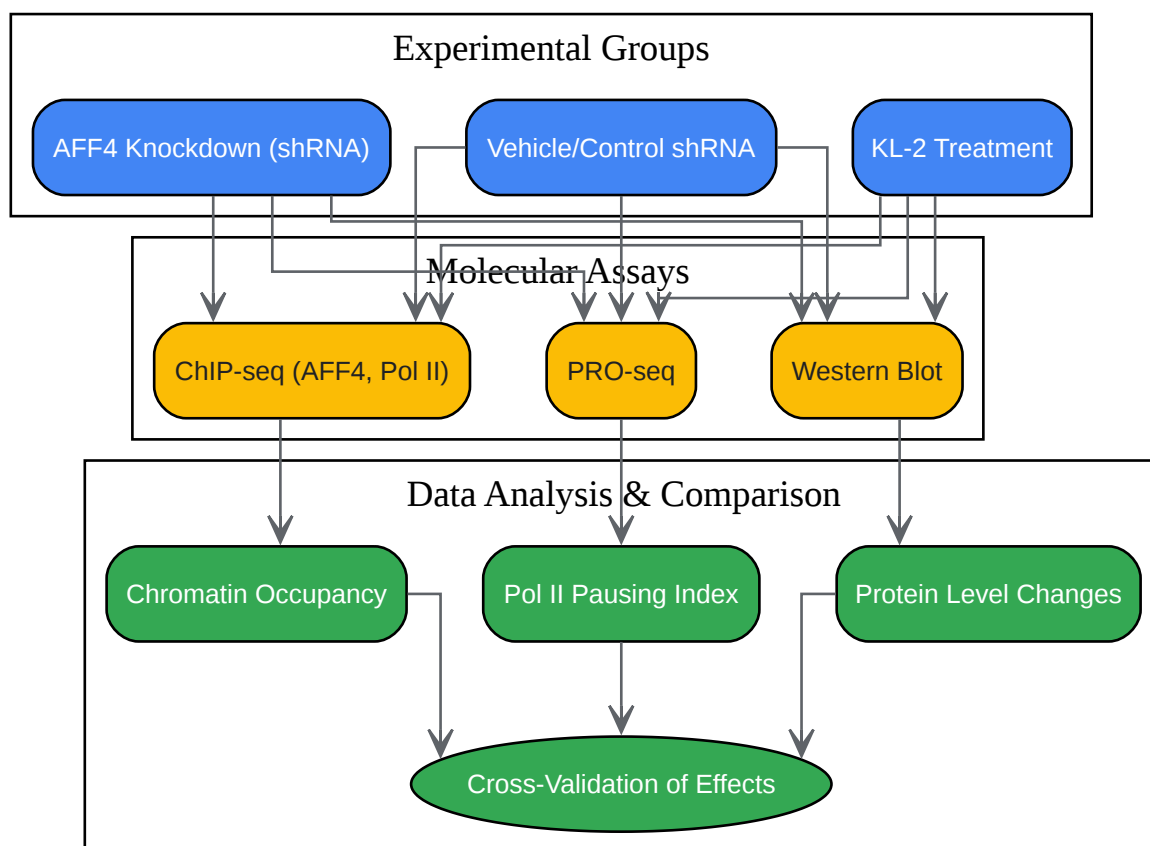 Experimental Groups
AFF4 Knockdown (shRNA)
Vehicle/Control shRNA
KL-2 Treatment
Molecular Assays
ChIP-seq (AFF4, Pol II)
PRO-seq
Western Blot
Data Analysis & Comparison
Chromatin Occupancy
Pol II Pausing Index
Protein Level Changes
Cross-Validation of Effects